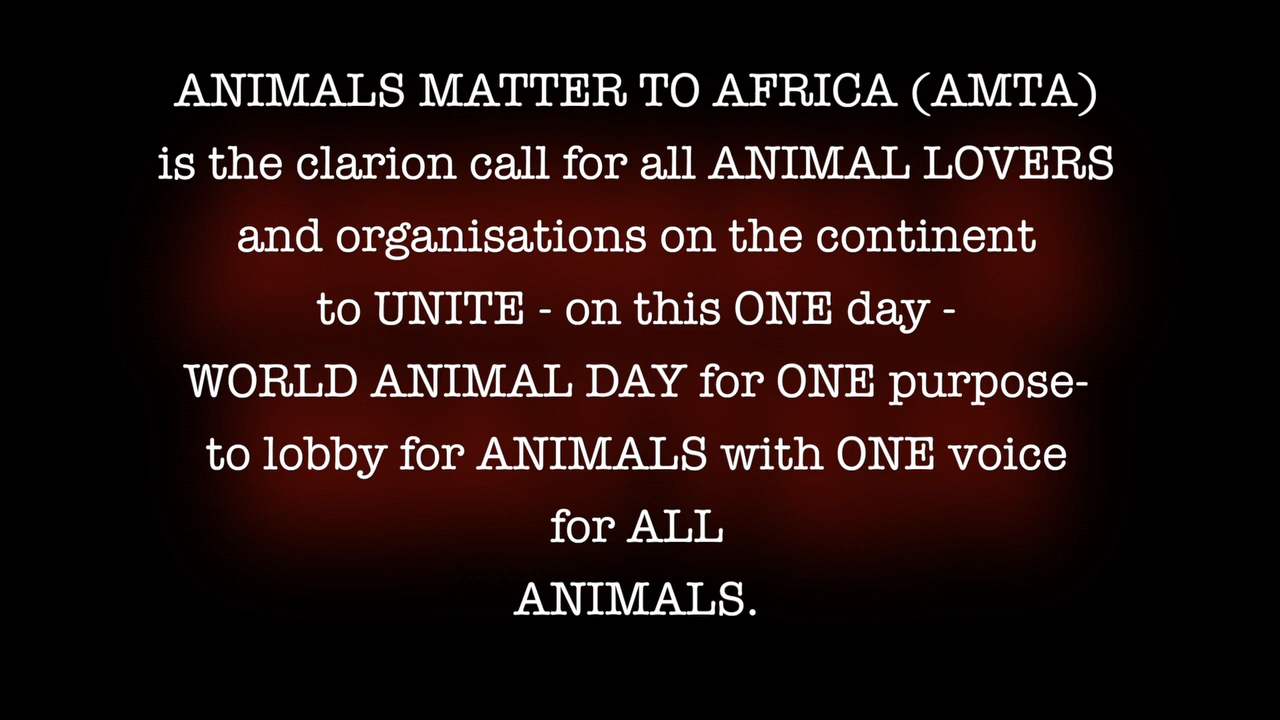 ANIMALS MATTER TO AFRICA (AMTA)
is the clarion call for all ANIMAL LOVERS
and organisations on the continent
to UNITE - on this ONE day -
WORLD ANIMAL DAY for ONE purpose-
to lobby for ANIMALS with ONE voice
for ALL
ANIMALS.